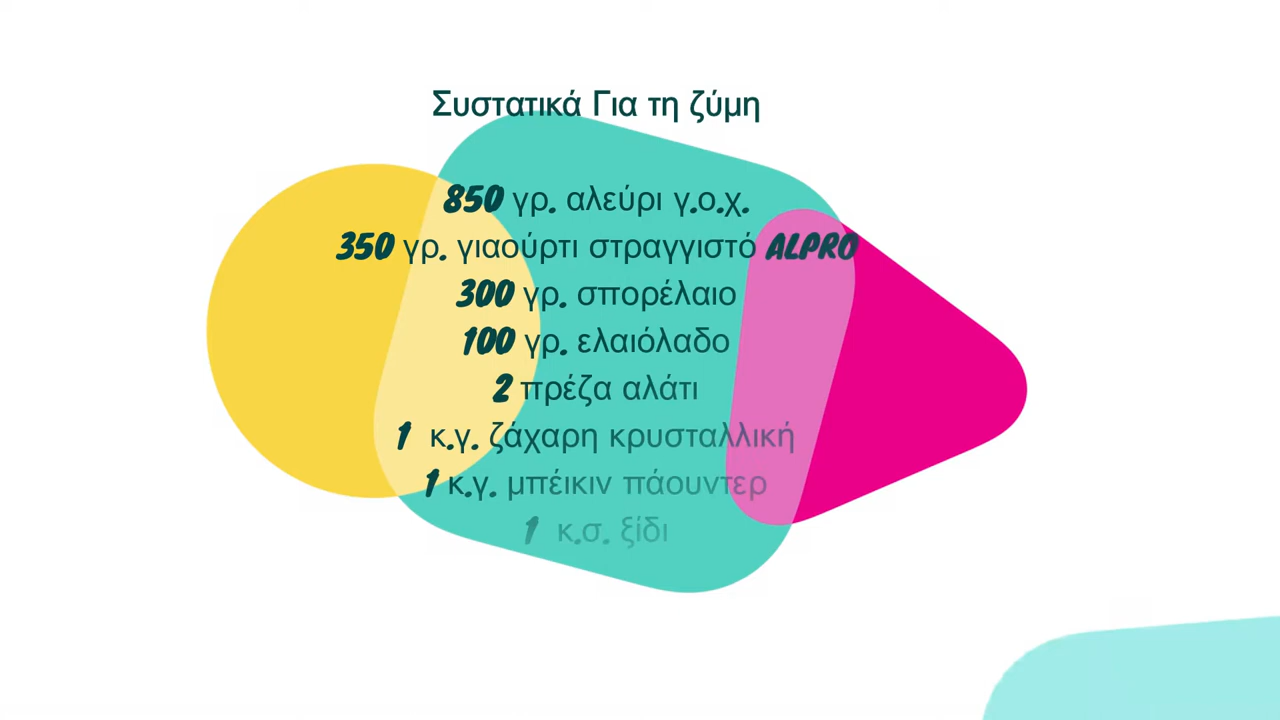 Συστατικά Για τη ζύμη
850 γρ. αλεύρι γ.ο.χ.
350 γρ. γιαούρτι στραγγιστό ALPRO
300 γρ. σπορέλαιο
100 γρ. ελαιόλαδο
2 πρέζα αλάτι
1 κ.γ. ζάχαρη κρυσταλλική
1 κ.γ. μπέικιν πάουντερ
1 κ.σ. ξίδι